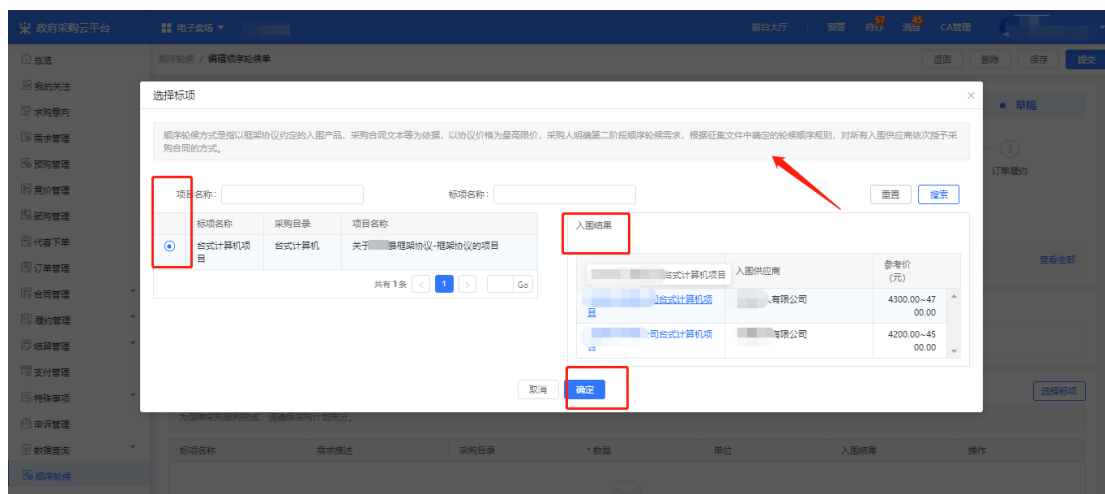 政府采购云平台
电子卖场
前台大厅
预警
待办
57
消息
45
CA管理
总览
我的关注
求购意向
需求管理
预购管理
竞价管理
团购管理
代客下单
订单管理
合同管理
履约管理
结算管理
支付管理
特殊事项
申诉管理
数据查询
顺序轮候
顺序轮候 / 编辑顺序轮候单
返回
删除
保存
提交
草稿
3
订单履约
查看全部
选择标项
选择标项
×
顺序轮候方式是指以框架协议约定的入围产品、采购合同文本等为依据，以协议价格为最高限价，采购人明确第二阶段顺序轮候需求，根据征集文件中确定的轮候顺序规则，对所有入围供应商依次授予采
购合同的方式。
项目名称：
标项名称：
重置
搜索
标项名称 采购目录 项目名称
台式计算机项
目
台式计算机
关于 县框架协议-框架协议的项目
共有 1 条 < 1 > Go
入围结果
台式计算机项目
入围供应商
参考价
(元)
司台式计算机项
目
有限公司
4300.00~47
00.00
公司台式计算机项
目
有限公司
4200.00~45
00.00
取消
确定
为保障采购顺利完成，请确保采购计划充分。
标项名称 需求描述 采购目录 * 数量 单位 入围结果 操作